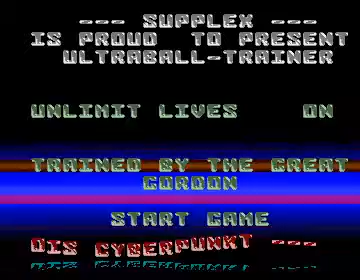 --- SUPPLEX ---
IS PROUD TO PRESENT
ULTRABALL-TRAINER
UNLIMIT LIVES ON
TRAINED BY THE GREAT
GORDON
START GAME
DIS CYBERPUNKT ---